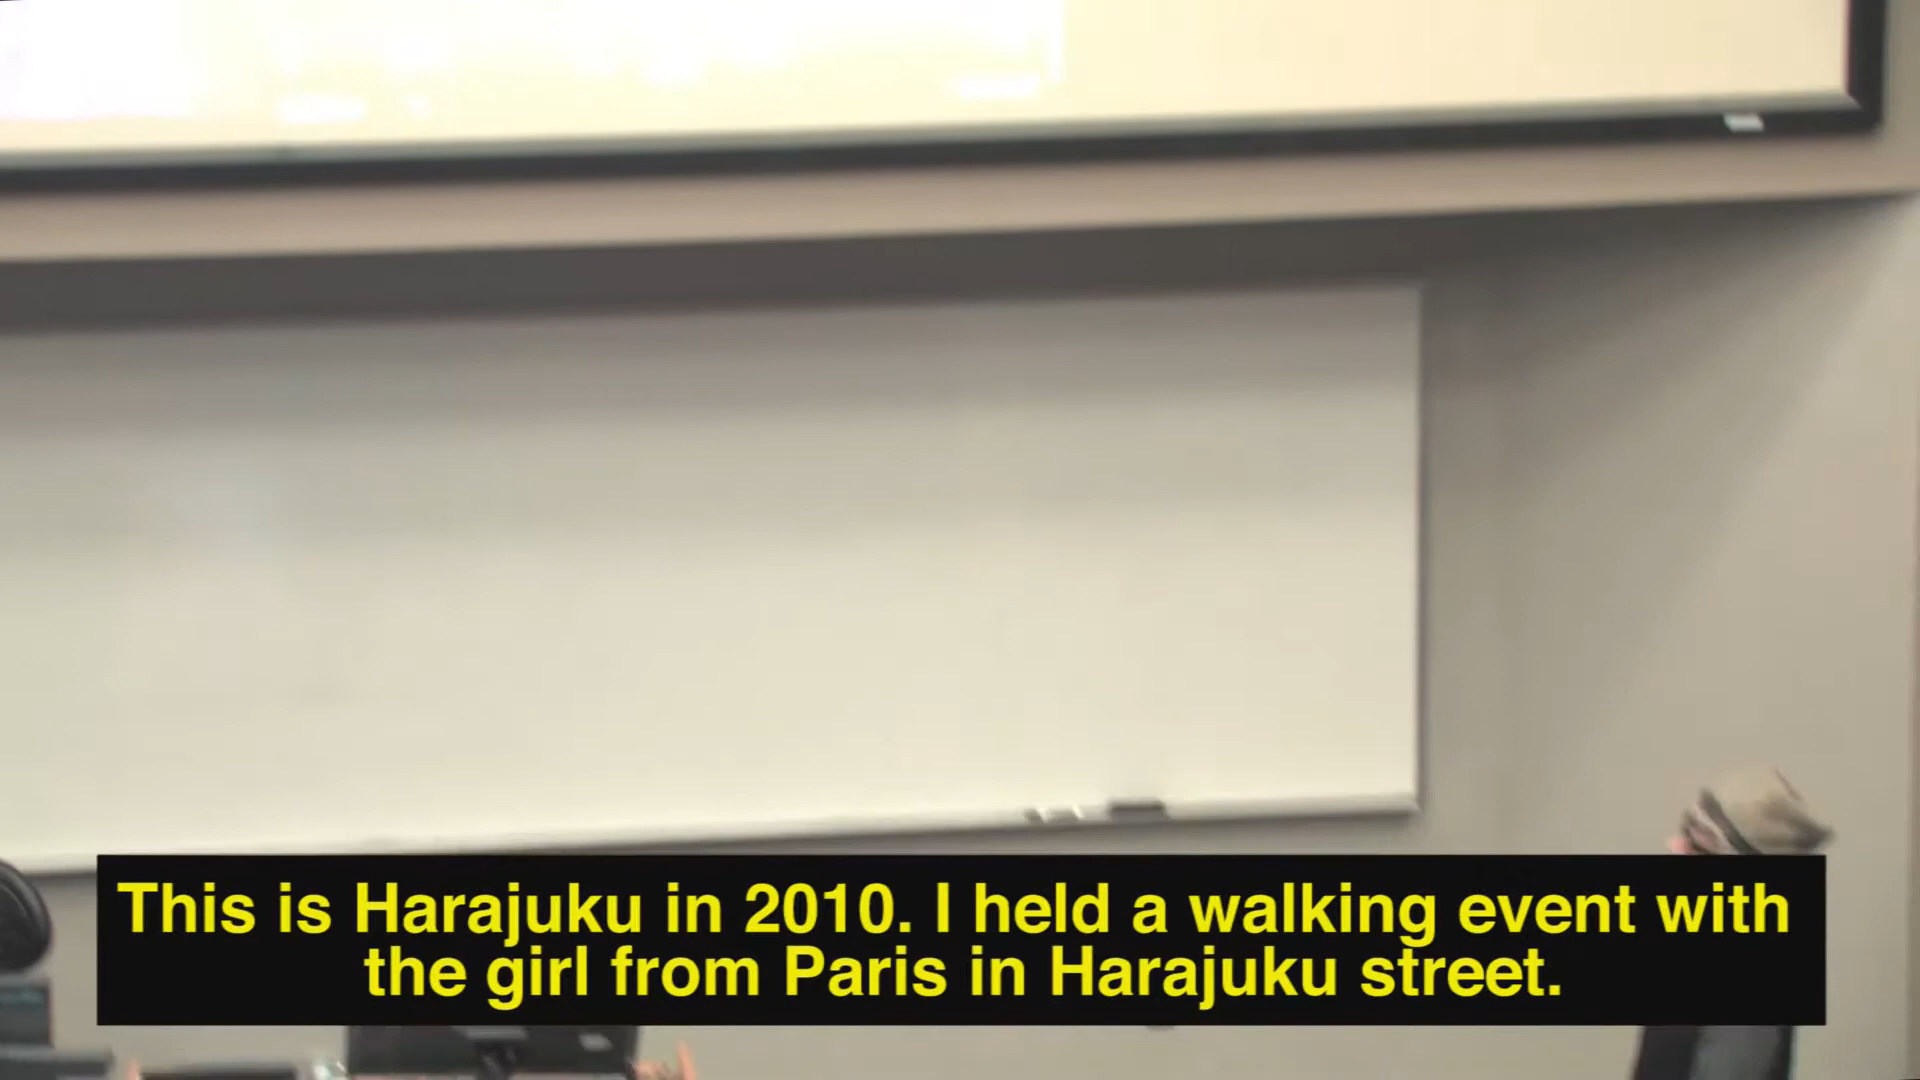 This is Harajuku in 2010. I held a walking event with
the girl from Paris in Harajuku street.